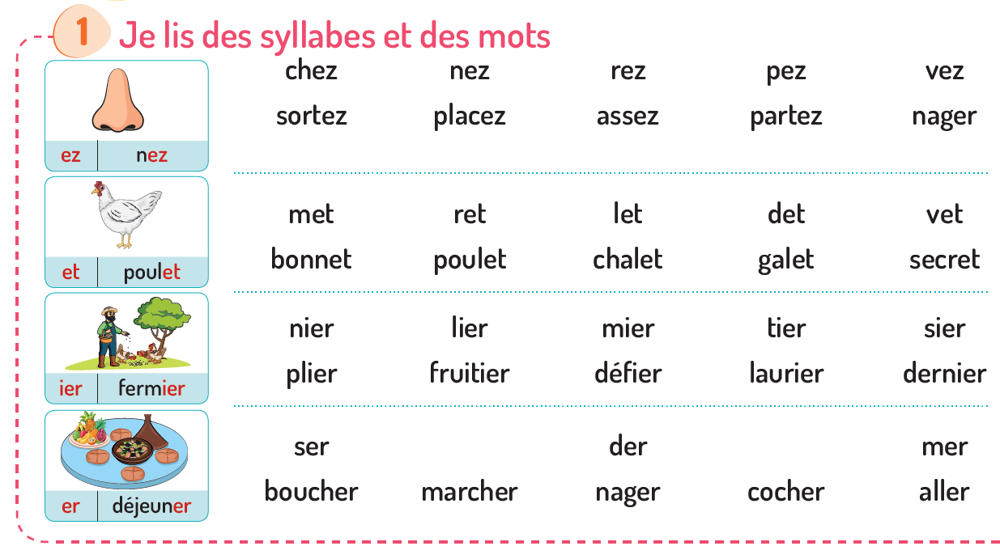 1 Je lis des syllabes et des mots
chez nez rez pez vez
sortez placez assez partez nager
ez nez
met ret let det vet
bonnet poulet chalet galet secret
et poulet
nier lier mier tier sier
plier fruitier défier laurier dernier
ier fermier
ser der mer
boucher marcher nager cocher aller
er déjeuner